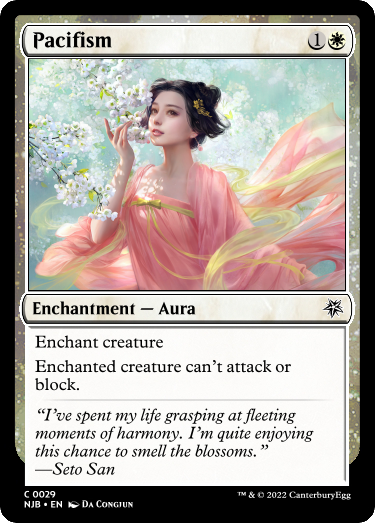 Pacifism 1
Enchantment — Aura
Enchant creature
Enchanted creature can't attack or
block.
“I've spent my life grasping at fleeting
moments of harmony. I'm quite enjoying
this chance to smell the blossoms.”
—Seto San
C 0029
NJB • EN Da Congjun
™ & © 2022 CanterburyEgg